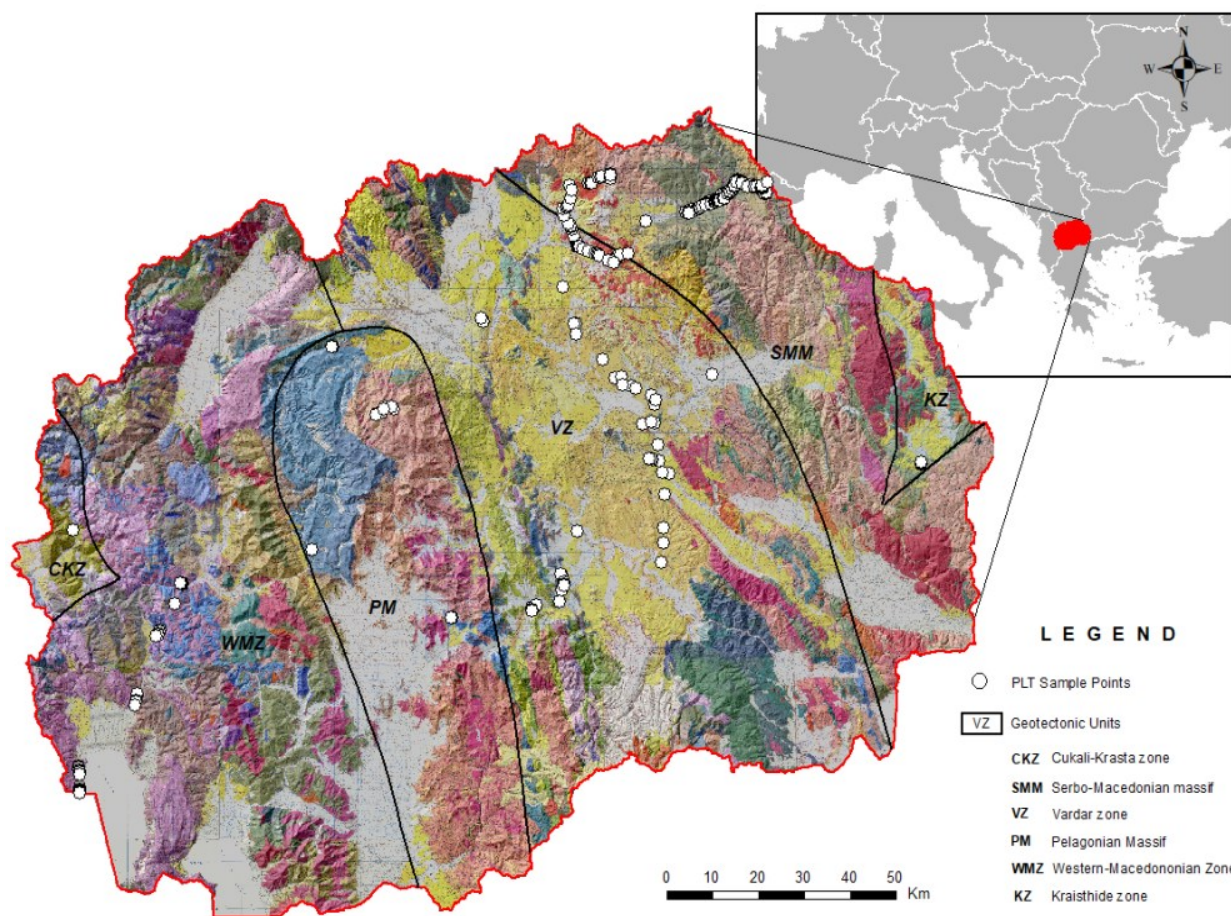 N
W E
S
SMM
KZ
VZ
CKZ
PM
WMZ
L E G E N D
PLT Sample Points
VZ Geotectonic Units
CKZ Cukali-Krasta zone
SMM Serbo-Macedonian massif
VZ Vardar zone
PM Pelagonian Massif
WMZ Western-Macedononian Zone
KZ Kraisthide zone
0 10 20 30 40 50
Km